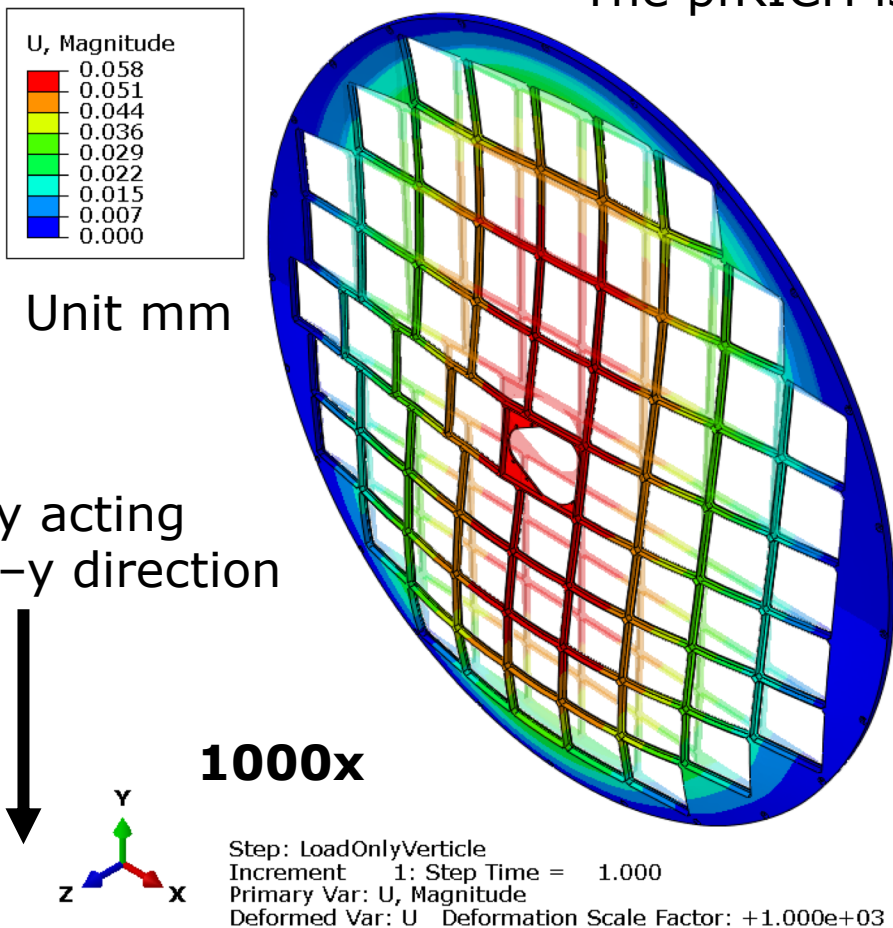 U, Magnitude
0.058
0.051
0.044
0.036
0.029
0.022
0.015
0.007
0.000
Unit mm
y acting
–y direction
1000x
Y
Z
X
Step: LoadOnlyVerticle
Increment 1: Step Time = 1.000
Primary Var: U, Magnitude
Deformed Var: U Deformation Scale Factor: +1.000e+03